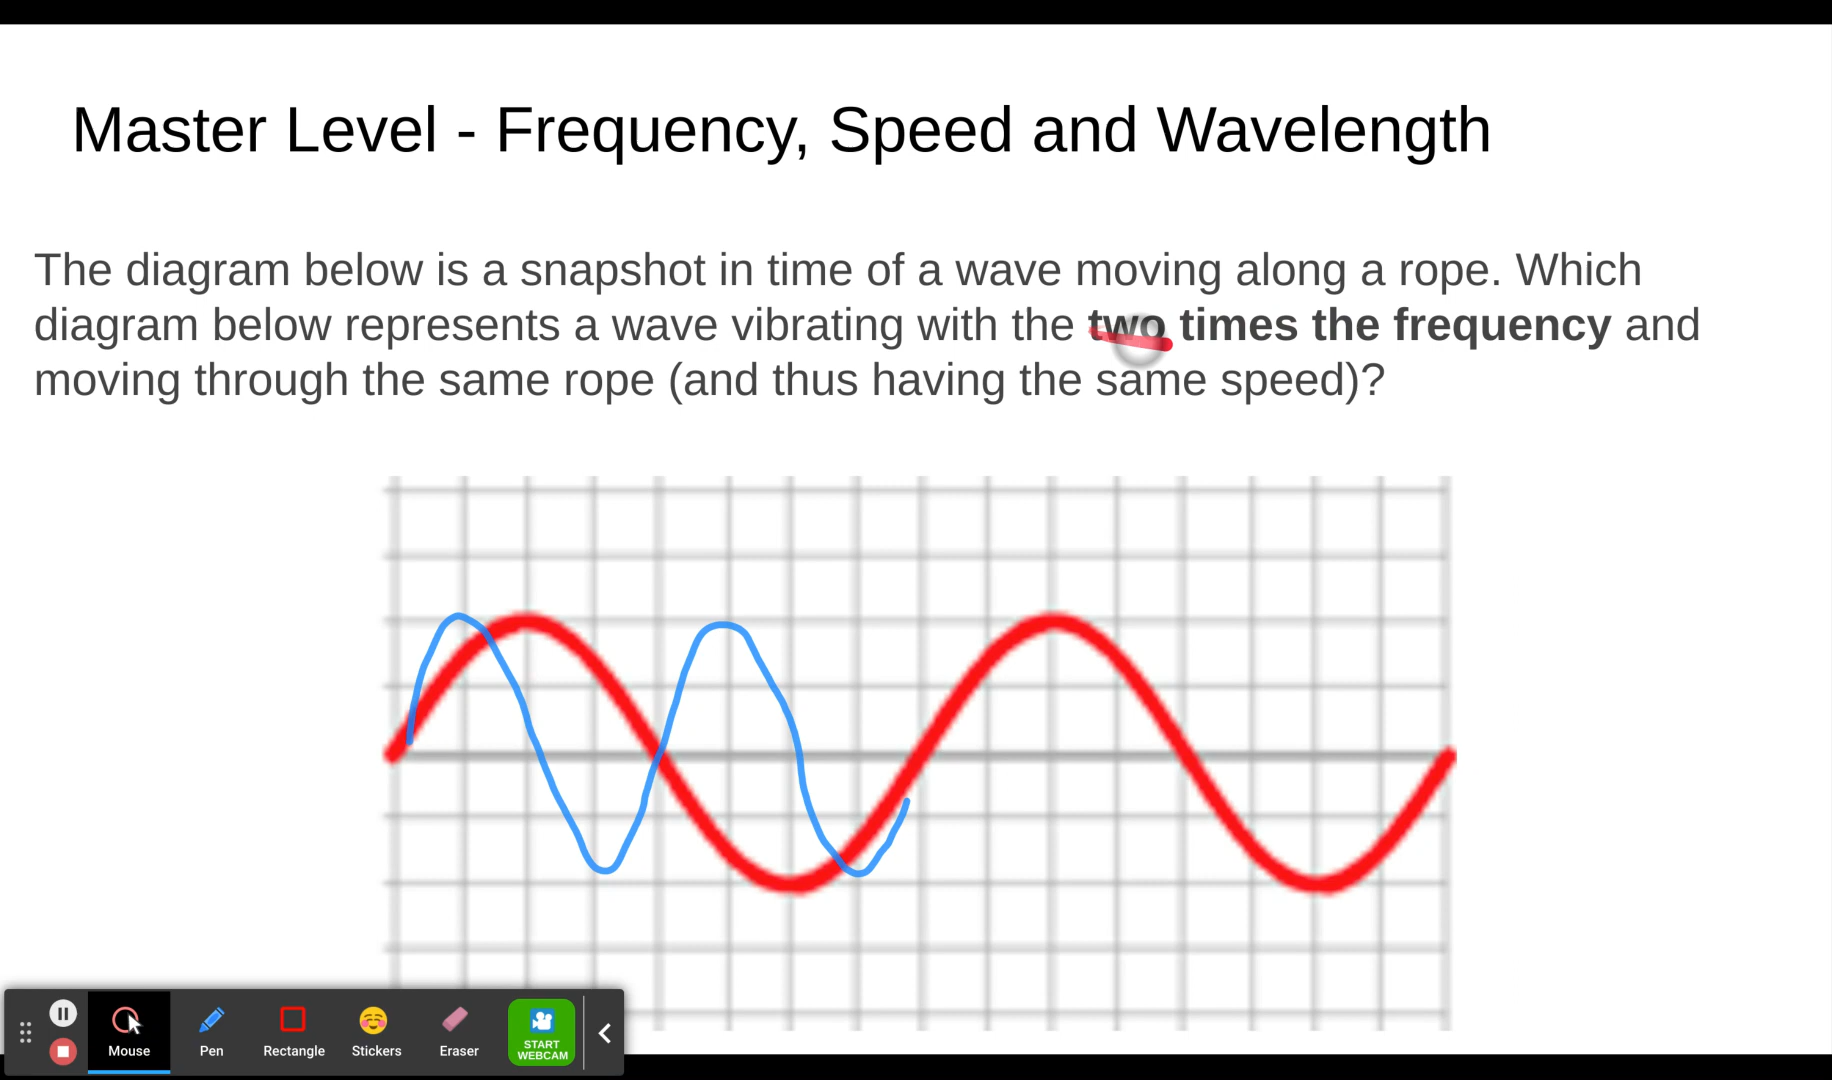 Master Level - Frequency, Speed and Wavelength
The diagram below is a snapshot in time of a wave moving along a rope. Which
diagram below represents a wave vibrating with the two times the frequency and
moving through the same rope (and thus having the same speed)?
Mouse
Pen
Rectangle
Stickers
Eraser
START
WEBCAM